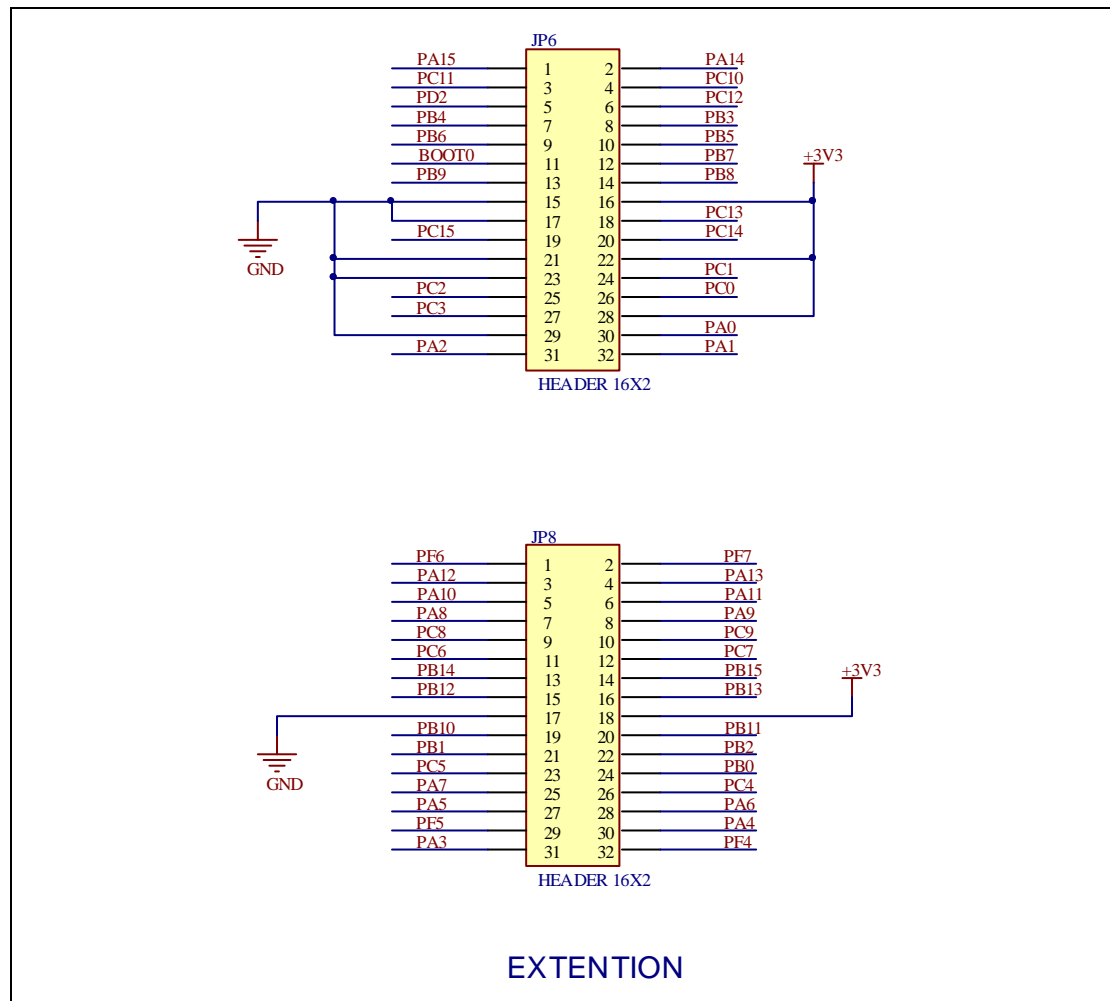 JP6
PA15 1 2 PA14
PC11 3 4 PC10
PD2 5 6 PC12
PB4 7 8 PB3
PB6 9 10 PB5
BOOT0 11 12 PB7 +3V3
PB9 13 14 PB8
15 16
17 18 PC13
PC15 19 20 PC14
GND 21 22
23 24 PC1
PC2 25 26 PC0
PC3 27 28
29 30 PA0
PA2 31 32 PA1
HEADER 16X2
JP8
PF6 1 2 PF7
PA12 3 4 PA13
PA10 5 6 PA11
PA8 7 8 PA9
PC8 9 10 PC9
PC6 11 12 PC7
PB14 13 14 PB15 +3V3
PB12 15 16 PB13
17 18
PB10 19 20 PB11
PB1 21 22 PB2
PC5 23 24 PB0
GND
PA7 25 26 PC4
PA5 27 28 PA6
PF5 29 30 PA4
PA3 31 32 PF4
HEADER 16X2
EXTENTION